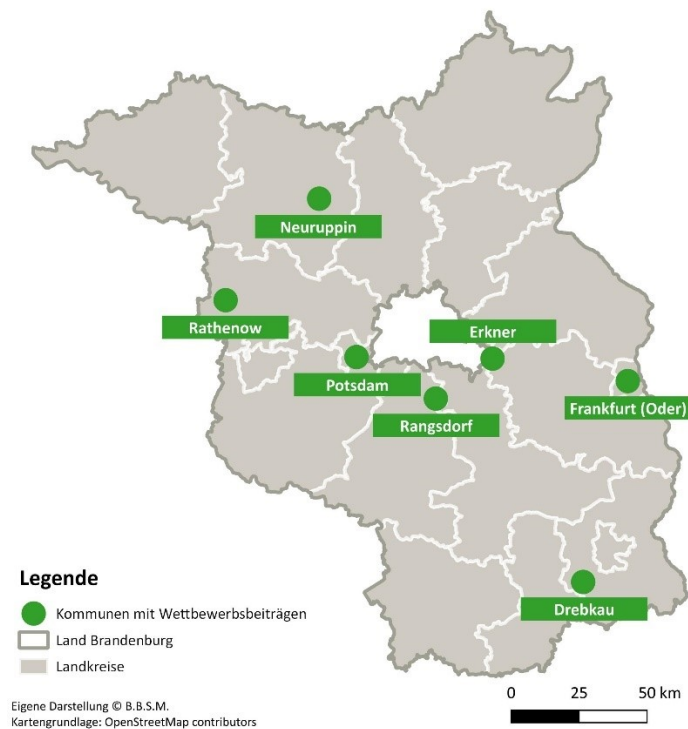 Neuruppin
Rathenow
Erkner
Potsdam
Frankfurt (Oder)
Rangsdorf
Drebkau
Legende
Kommunen mit Wettbewerbsbeiträgen
Land Brandenburg
Landkreise
0 25 50 km
Eigene Darstellung © B.B.S.M.
Kartengrundlage: OpenStreetMap contributors